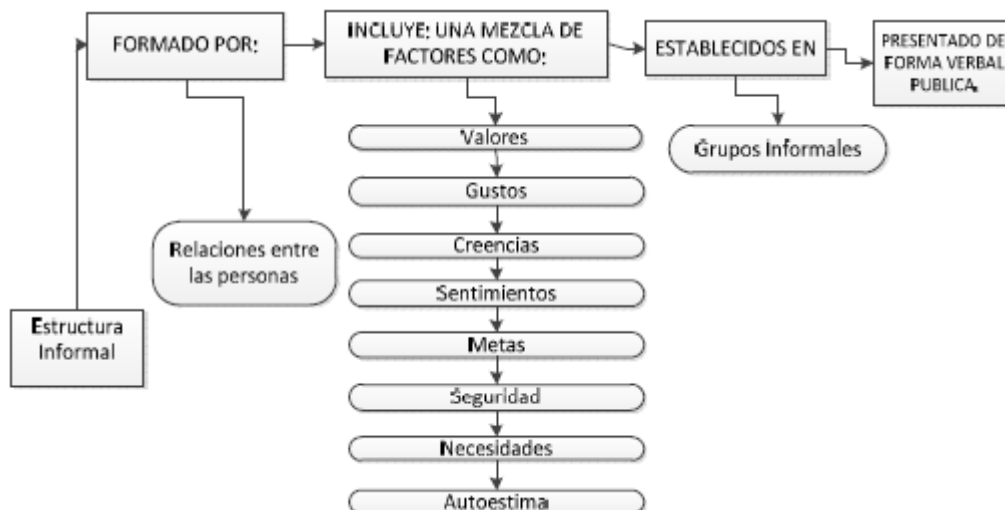 FORMADO POR:
INCLUYE: UNA MEZCLA DE
FACTORES COMO:
ESTABLECIDOS EN
PRESENTADO DE
FORMA VERBAL
PUBLICA.
Valores
Grupos Informales
Gustos
Creencias
Relaciones entre
las personas
Sentimientos
Estructura
Informal
Metas
Seguridad
Necesidades
Autoestima